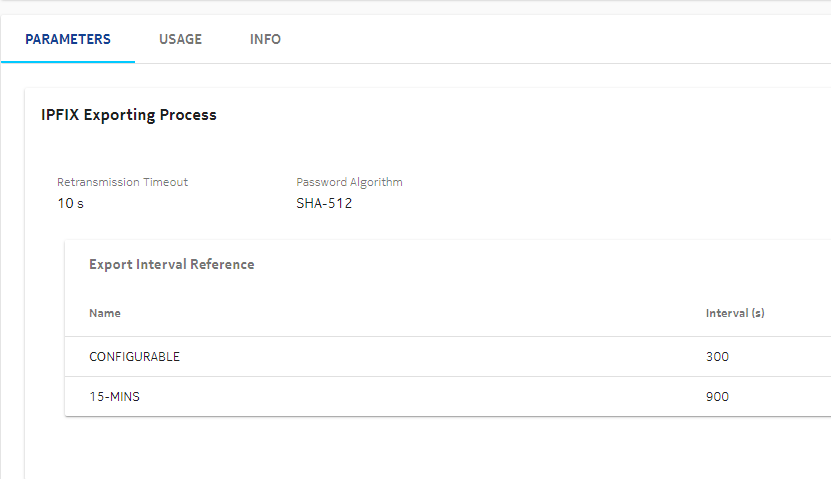 PARAMETERS USAGE INFO
IPFIX Exporting Process
Retransmission Timeout Password Algorithm
10 s SHA-512
Export Interval Reference
Name Interval (s)
CONFIGURABLE 300
15-MINS 900